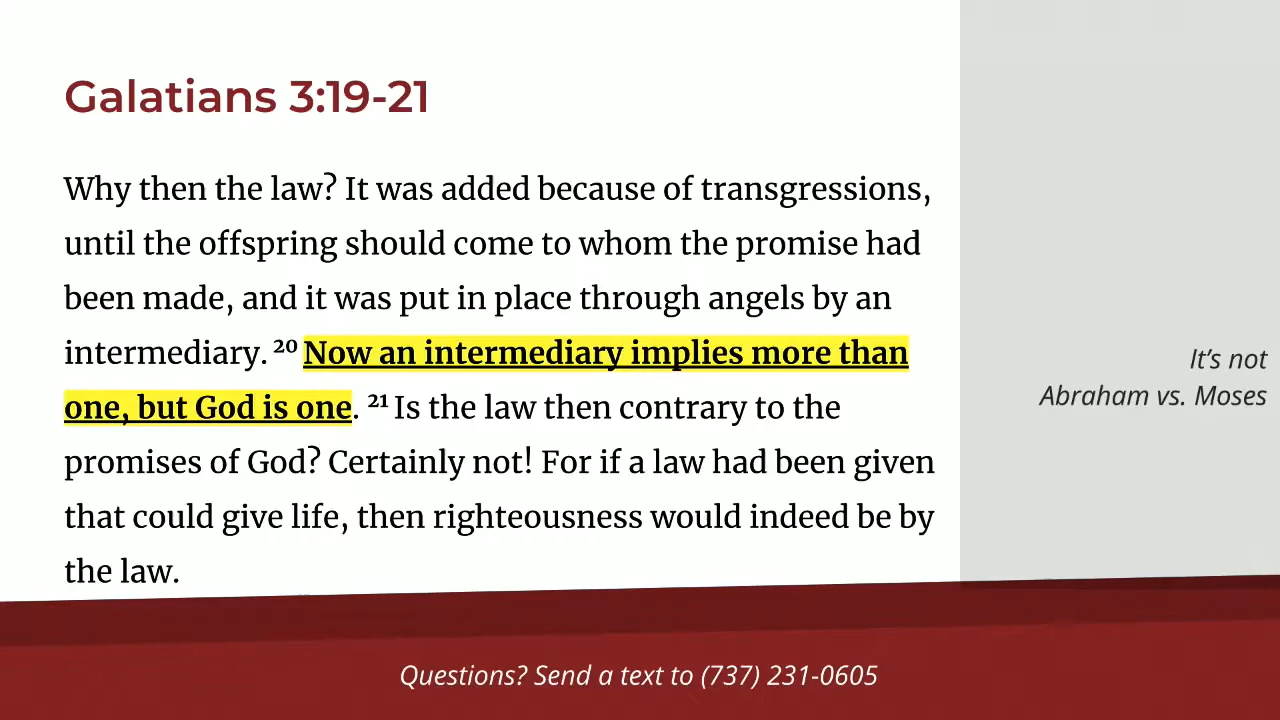 Galatians 3:19-21
Why then the law? It was added because of transgressions,
until the offspring should come to whom the promise had
been made, and it was put in place through angels by an
intermediary. ²⁰ Now an intermediary implies more than
one, but God is one. ²¹ Is the law then contrary to the
promises of God? Certainly not! For if a law had been given
that could give life, then righteousness would indeed be by
the law.
It’s not
Abraham vs. Moses
Questions? Send a text to (737) 231-0605